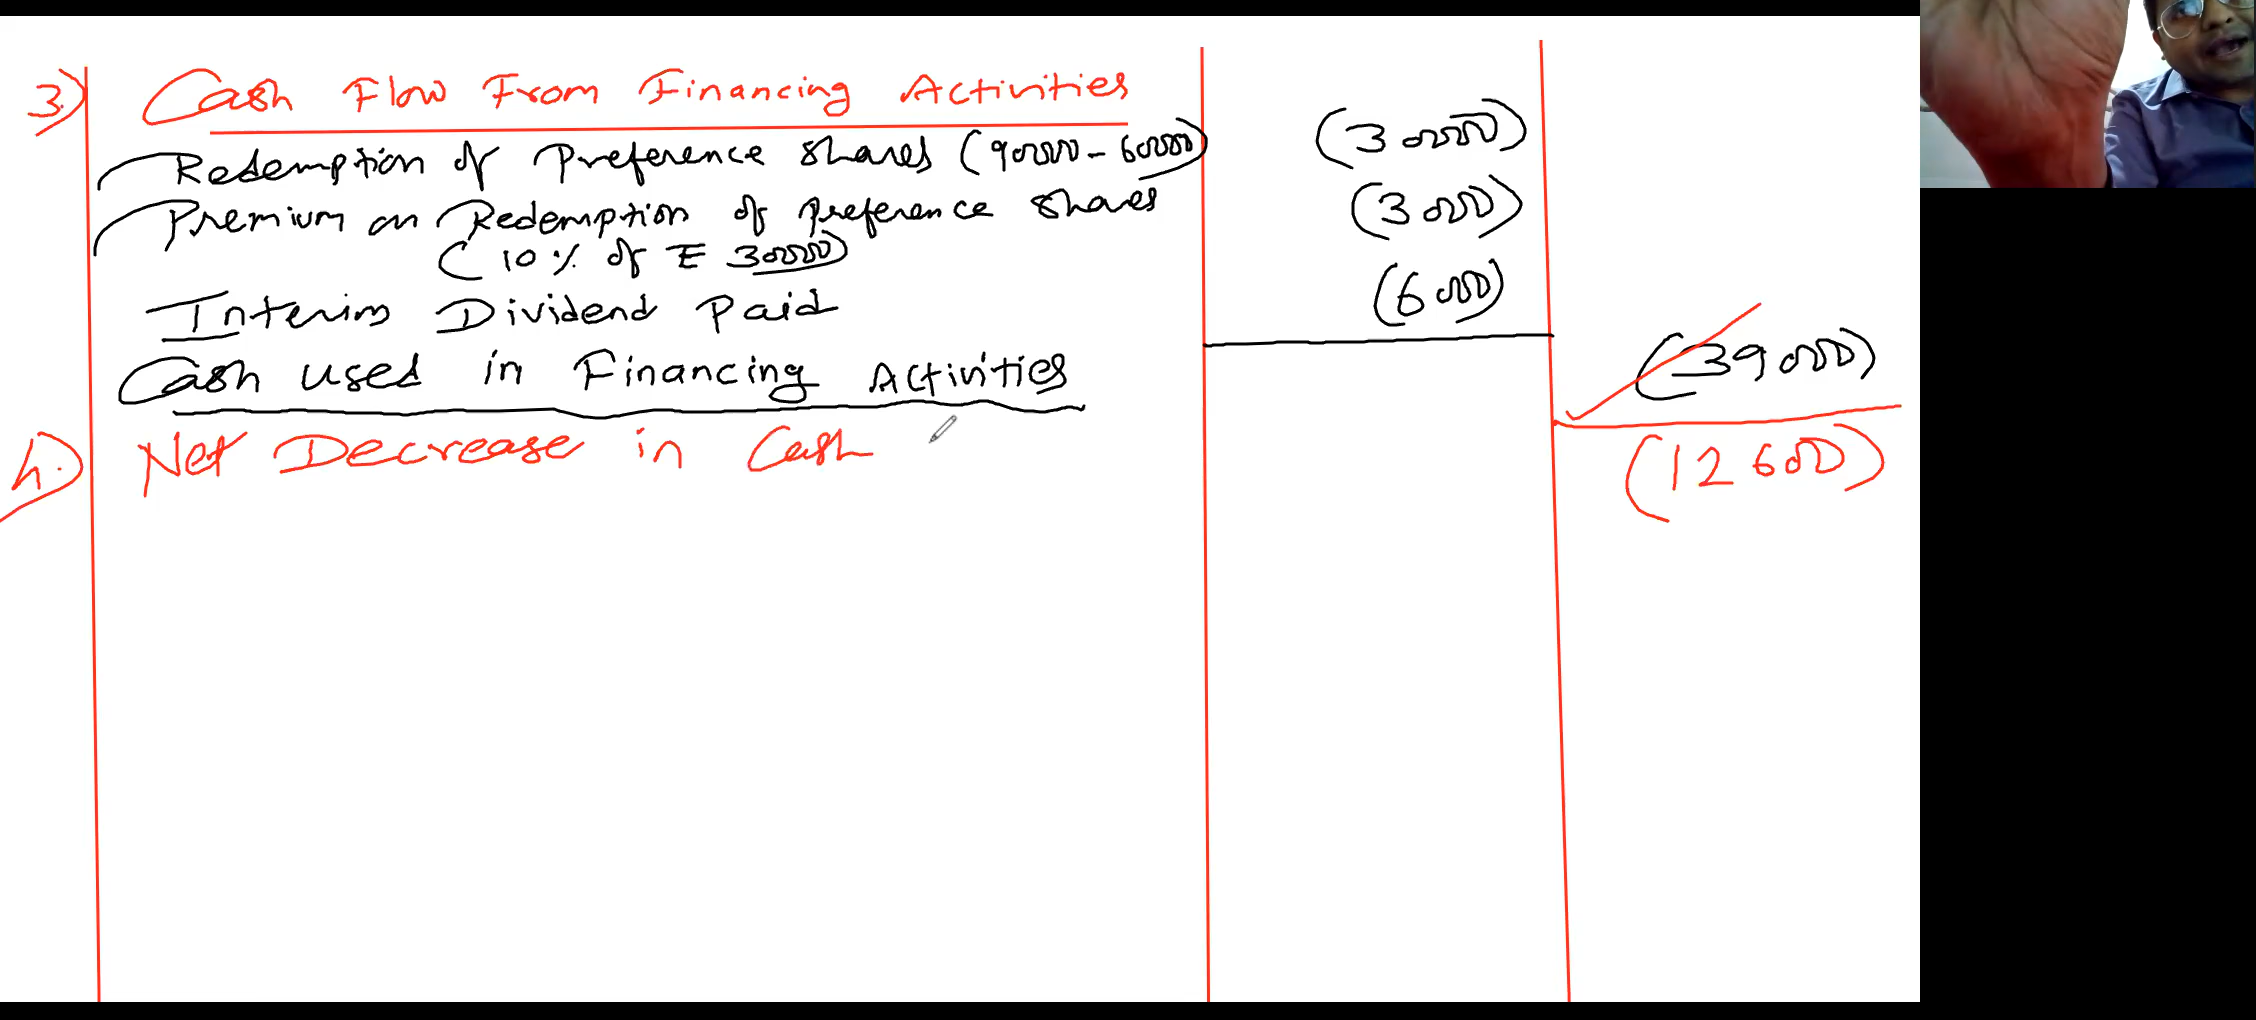 3.) Cash Flow From Financing Activities
Redemption of Preference Shares (90000 - 60000) (30000)
Premium on Redemption of Preference Shares (3000)
(10% of ₹ 30000)
Interim Dividend Paid (6000)
Cash used in Financing Activities (39000)
4.) Net Decrease in Cash (12600)